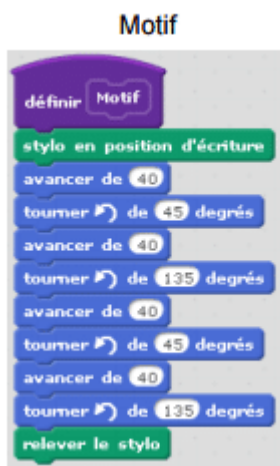 Motif
définir Motif
stylo en position d'écriture
avancer de 40
tourner ↶ de 45 degrés
avancer de 40
tourner ↶ de 135 degrés
avancer de 40
tourner ↶ de 45 degrés
avancer de 40
tourner ↶ de 135 degrés
relever le stylo